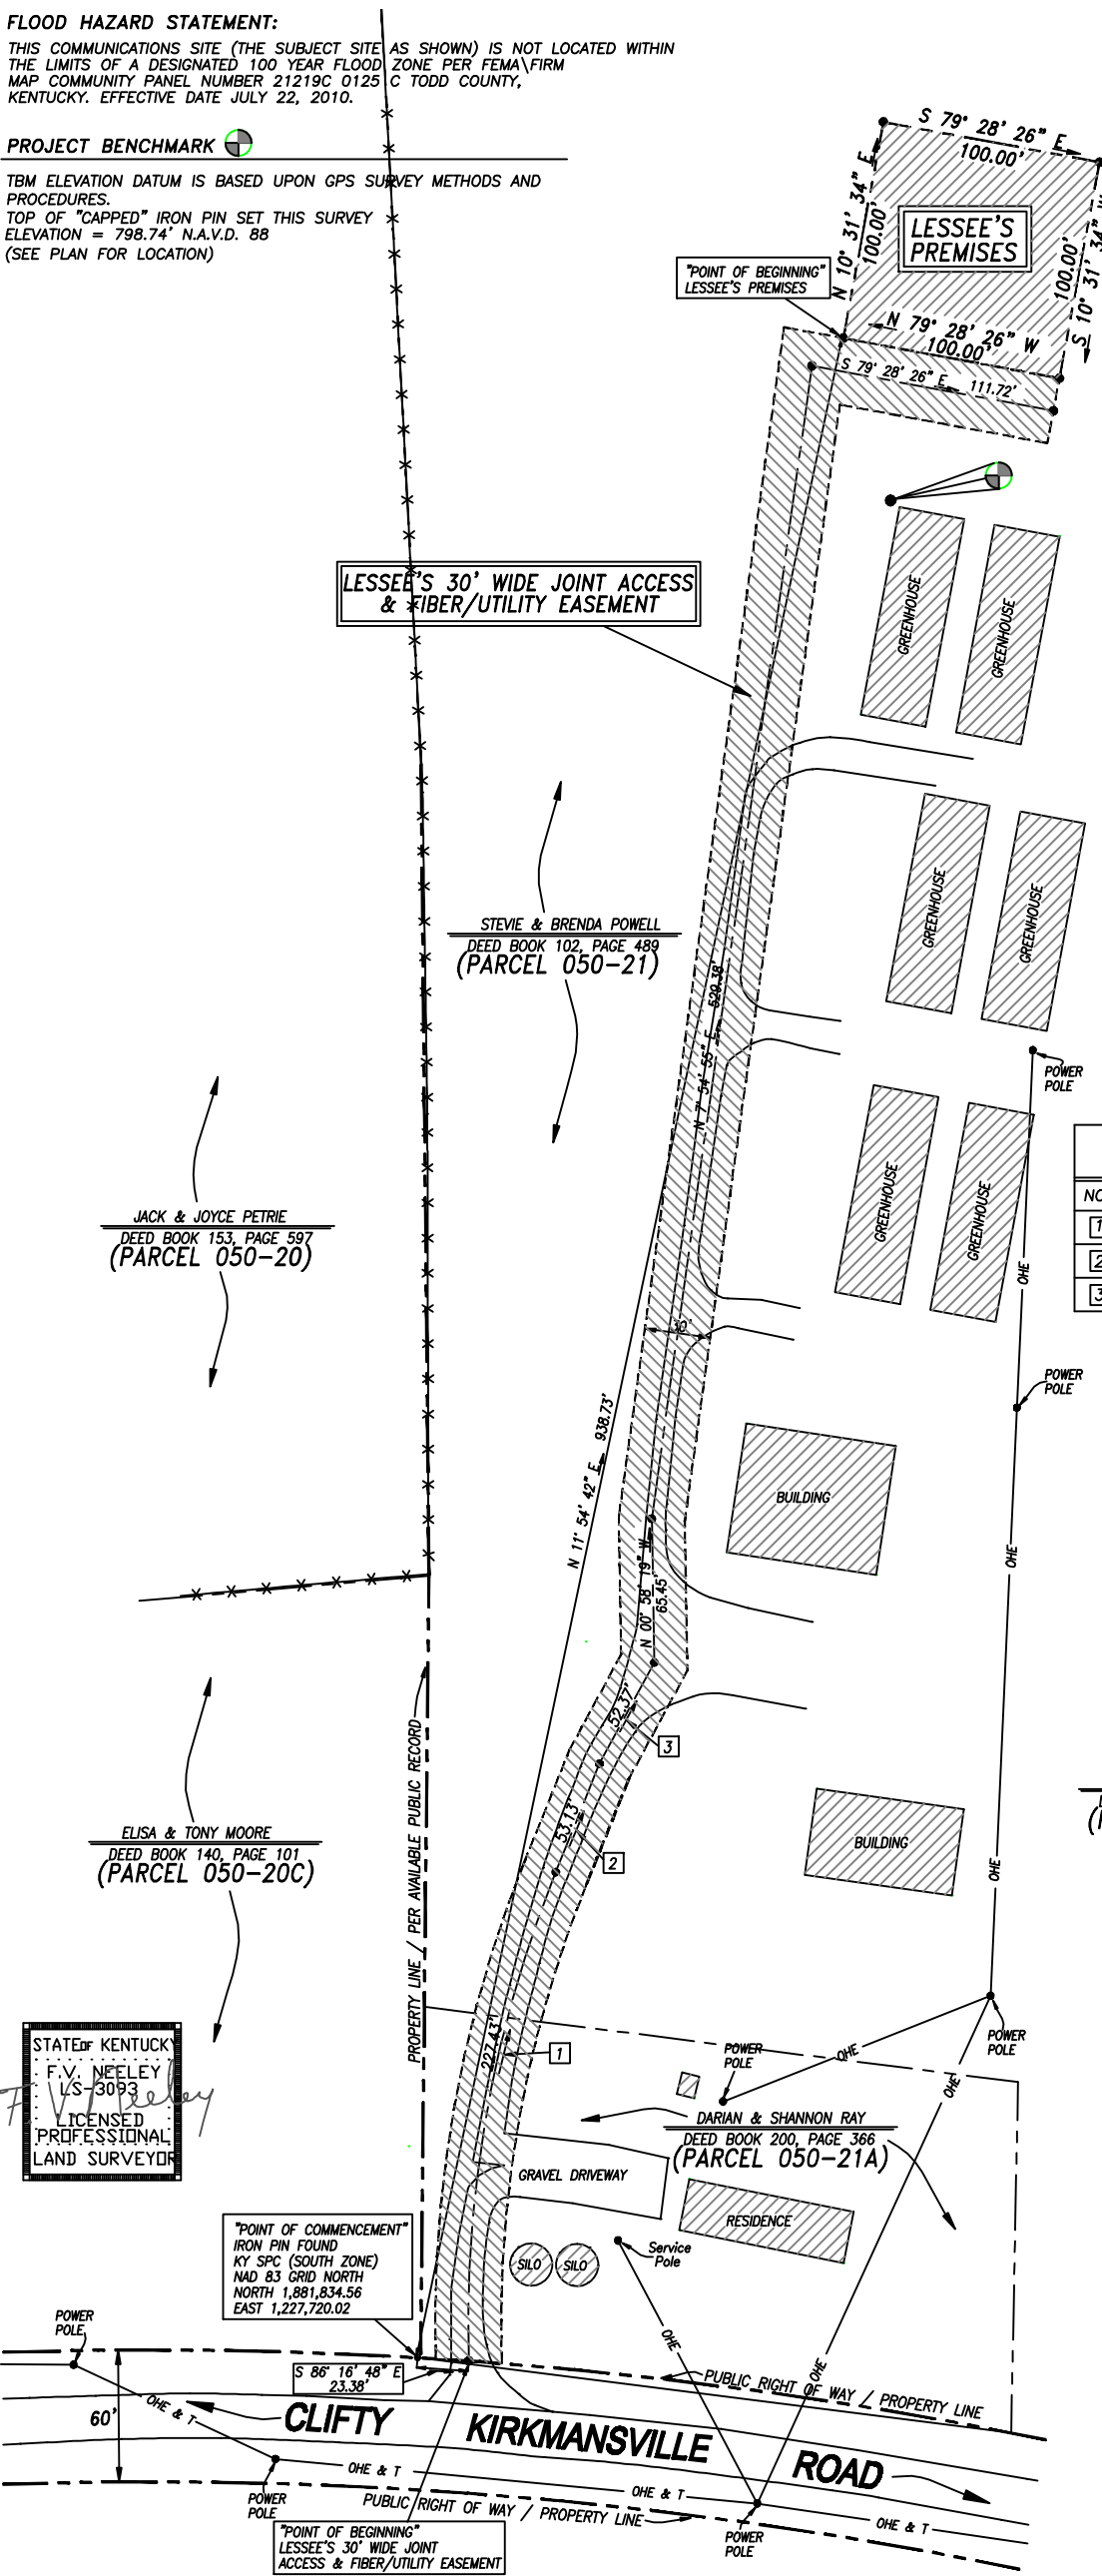 FLOOD HAZARD STATEMENT:
THIS COMMUNICATIONS SITE (THE SUBJECT SITE AS SHOWN) IS NOT LOCATED WITHIN
THE LIMITS OF A DESIGNATED 100 YEAR FLOOD ZONE PER FEMA\FIRM
MAP COMMUNITY PANEL NUMBER 21219C 0125 C TODD COUNTY,
KENTUCKY. EFFECTIVE DATE JULY 22, 2010.
PROJECT BENCHMARK
TBM ELEVATION DATUM IS BASED UPON GPS SURVEY METHODS AND
PROCEDURES.
TOP OF "CAPPED" IRON PIN SET THIS SURVEY
ELEVATION = 798.74' N.A.V.D. 88
(SEE PLAN FOR LOCATION)
S 79° 28' 26" E
100.00'
N 10° 31' 34" E
100.00'
LESSEE'S
PREMISES
100.00'
S 10° 31' 34" W
"POINT OF BEGINNING"
LESSEE'S PREMISES
N 79° 28' 26" W
100.00'
S 79° 28' 26" E 111.72'
LESSEE'S 30' WIDE JOINT ACCESS
& FIBER/UTILITY EASEMENT
GREENHOUSE
GREENHOUSE
STEVIE & BRENDA POWELL
DEED BOOK 102, PAGE 489
(PARCEL 050-21)
GREENHOUSE
GREENHOUSE
N 7° 54' 55" E 529.38'
POWER
POLE
JACK & JOYCE PETRIE
DEED BOOK 153, PAGE 597
(PARCEL 050-20)
GREENHOUSE
GREENHOUSE
NO
1
2
3
OHE
30'
POWER
POLE
N 11° 54' 42" E 938.73'
BUILDING
OHE
N 00° 58' 19" W
65.45'
52.37'
3
PROPERTY LINE / PER AVAILABLE PUBLIC RECORD
53.13'
2
BUILDING
OHE
ELISA & TONY MOORE
DEED BOOK 140, PAGE 101
(PARCEL 050-20C)
STATE OF KENTUCKY
F.V. NEELEY
LS-3093
LICENSED
PROFESSIONAL
LAND SURVEYOR
F.V. Neeley
227.43'
1
POWER
POLE
OHE
POWER
POLE
OHE
DARIAN & SHANNON RAY
DEED BOOK 200, PAGE 366
(PARCEL 050-21A)
GRAVEL DRIVEWAY
RESIDENCE
SILO
SILO
Service
Pole
"POINT OF COMMENCEMENT"
IRON PIN FOUND
KY SPC (SOUTH ZONE)
NAD 83 GRID NORTH
NORTH 1,881,834.56
EAST 1,227,720.02
POWER
POLE
OHE
OHE
S 86° 16' 48" E
23.38'
PUBLIC RIGHT OF WAY / PROPERTY LINE
60'
OHE & T
CLIFTY KIRKMANSVILLE ROAD
OHE & T
OHE & T
OHE & T
POWER
POLE
PUBLIC RIGHT OF WAY / PROPERTY LINE
POWER
POLE
"POINT OF BEGINNING"
LESSEE'S 30' WIDE JOINT
ACCESS & FIBER/UTILITY EASEMENT